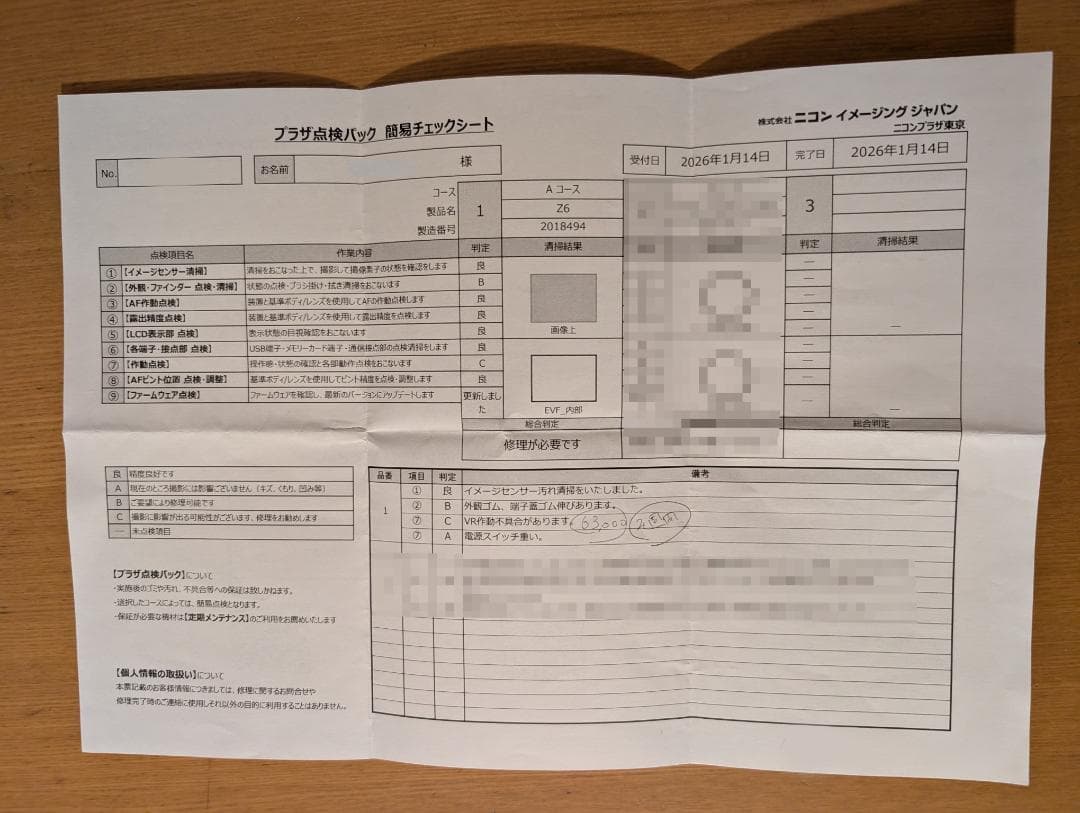 プラザ点検パック 簡易チェックシート
株式会社 ニコン イメージング ジャパン
ニコンプラザ東京
No.
お名前 様
受付日 2026年1月14日 完了日 2026年1月14日
コース 1 Aコース 3
製品名 Z6
製造番号 2018494
点検項目名 作業内容 判定 清掃結果 判定 清掃結果
① 【イメージセンサー清掃】 清掃をおこなった上で、撮影して撮像素子の状態を確認をします 良 ―
② 【外観・ファインダー 点検・清掃】 状態の点検・ブラシ掛け・拭き清掃をおこないます B ―
③ 【AF作動点検】 装置と基準ボディ/レンズを使用してAFの作動点検します 良 ―
④ 【露出精度点検】 装置と基準ボディ/レンズを使用して露出精度を点検します 良 ―
⑤ 【LCD表示部 点検】 表示状態の目視確認をおこないます 良 画像上 ― ―
⑥ 【各端子・接点部 点検】 USB端子・メモリーカード端子・通信接点部の点検清掃をします 良 ―
⑦ 【作動点検】 操作感・状態の確認と各部動作点検をおこないます C ―
⑧ 【AFピント位置 点検・調整】 基準ボディ/レンズを使用してピント精度を点検・調整します 良 ―
⑨ 【ファームウェア点検】 ファームウェアを確認し、最新のバージョンにアップデートします 更新しました EVF_内部 ― ―
総合判定 総合判定
修理が必要です
良 精度良好です
A 現在のところ撮影には影響ございません（キズ、くもり、凹み等）
B ご要望により修理可能です
C 撮影に影響が出る可能性がございます、修理をお勧めします
― 未点検項目
品番 項目 判定 備考
1 ① 良 イメージセンサー汚れ清掃をいたしました。
② B 外観ゴム、端子蓋ゴム伸びあります。
⑦ C VR作動不具合があります。 63,000 2週間
⑦ A 電源スイッチ重い。
【プラザ点検パック】について
・実施後のゴミや汚れ、不具合等への保証は致しかねます。
・選択したコースによっては、簡易点検となります。
・保証が必要な機材は【定期メンテナンス】のご利用をお薦めいたします
【個人情報の取扱い】について
本票記載のお客様情報につきましては、修理に関するお問合せや
修理完了時のご連絡に使用しそれ以外の目的に利用することはありません。